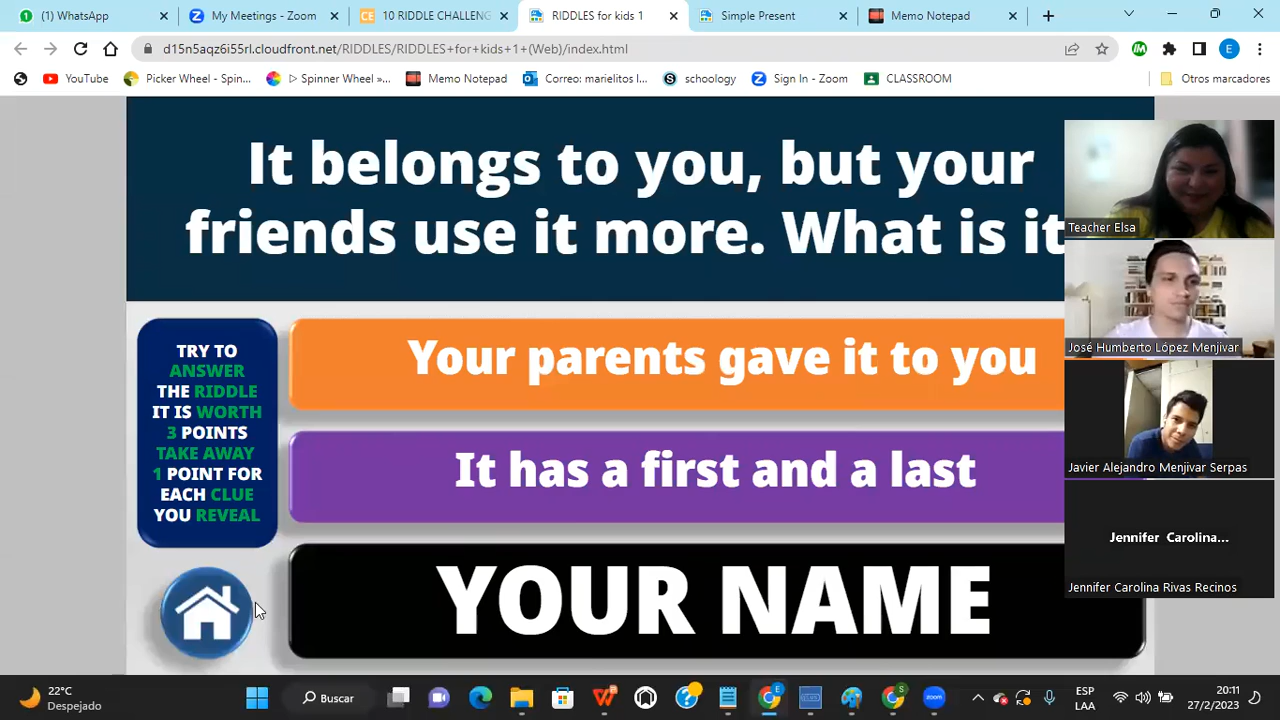 (1) WhatsApp
My Meetings - Zoom
10 RIDDLE CHALLENG
RIDDLES for kids 1
Simple Present
Memo Notepad
d15n5aqz6i55rl.cloudfront.net/RIDDLES/RIDDLES+for+kids+1+(Web)/index.html
YouTube
Picker Wheel - Spin...
Spinner Wheel »...
Memo Notepad
Correo: marielitos l...
schoology
Sign In - Zoom
CLASSROOM
Otros marcadores
It belongs to you, but your
friends use it more. What is it
TRY TO
ANSWER
THE RIDDLE
IT IS WORTH
3 POINTS
TAKE AWAY
1 POINT FOR
EACH CLUE
YOU REVEAL
Your parents gave it to you
It has a first and a last
YOUR NAME
Teacher Elsa
José Humberto López Menjivar
Javier Alejandro Menjivar Serpas
Jennifer Carolina...
Jennifer Carolina Rivas Recinos
22°C
Despejado
Buscar
ESP
LAA
20:11
27/2/2023